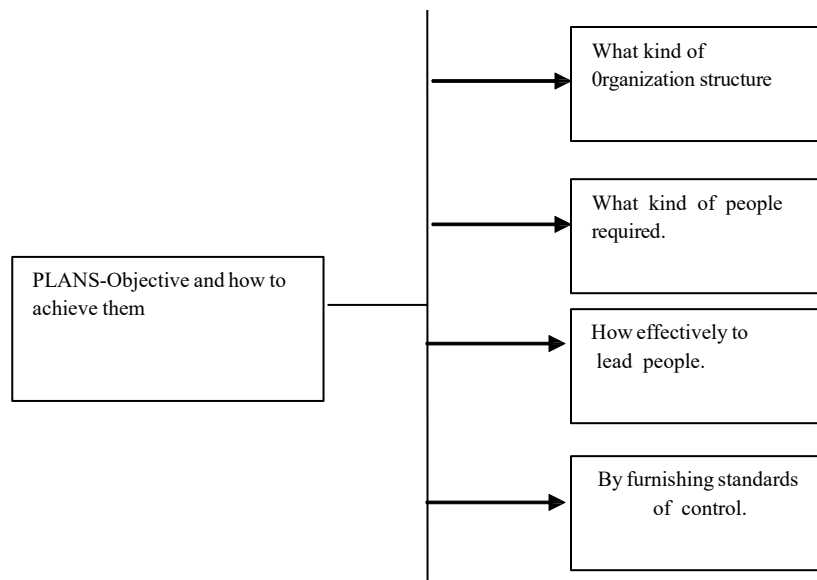 What kind of
0rganization structure
What kind of people
required.
PLANS-Objective and how to
achieve them
How effectively to
lead people.
By furnishing standards
of control.